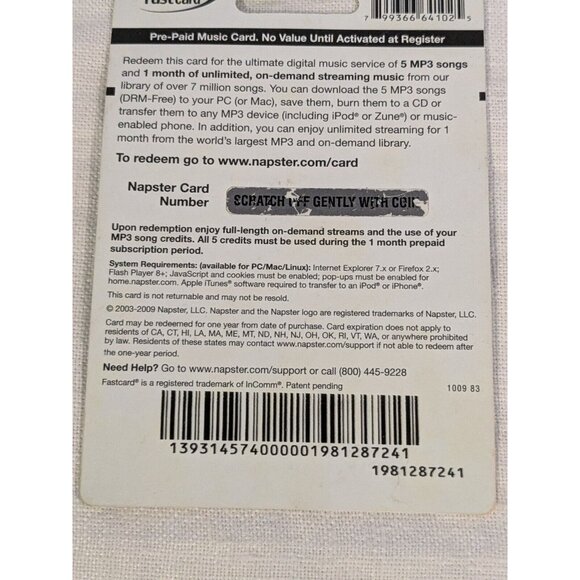 Fastcard
7 99366 64102 5
Pre-Paid Music Card. No Value Until Activated at Register
Redeem this card for the ultimate digital music service of 5 MP3 songs
and 1 month of unlimited, on-demand streaming music from our
library of over 7 million songs. You can download the 5 MP3 songs
(DRM-Free) to your PC (or Mac), save them, burn them to a CD or
transfer them to any MP3 device (including iPod® or Zune®) or music-
enabled phone. In addition, you can enjoy unlimited streaming for 1
month from the world's largest MP3 and on-demand library.
To redeem go to www.napster.com/card
Napster Card
Number
SCRATCH OFF GENTLY WITH COIN
Upon redemption enjoy full-length on-demand streams and the use of your
MP3 song credits. All 5 credits must be used during the 1 month prepaid
subscription period.
System Requirements: (available for PC/Mac/Linux): Internet Explorer 7.x or Firefox 2.x;
Flash Player 8+; JavaScript and cookies must be enabled; pop-ups must be enabled for
home.napster.com. Apple iTunes® software required to transfer to an iPod® or iPhone®.
This card is not returnable and may not be resold.
© 2003-2009 Napster, LLC. Napster and the Napster logo are registered trademarks of Napster, LLC.
Card may be redeemed for one year from date of purchase. Card expiration does not apply to
residents of CA, CT, HI, LA, MA, ME, MT, ND, NH, NJ, OH, OK, RI, VT, WA, or anywhere prohibited
by law. Residents of these states may contact www.napster.com/support if not able to redeem after
the one-year period.
Need Help? Go to www.napster.com/support or call (800) 445-9228
Fastcard® is a registered trademark of InComm®. Patent pending
1009 83
139314574000001981287241
1981287241